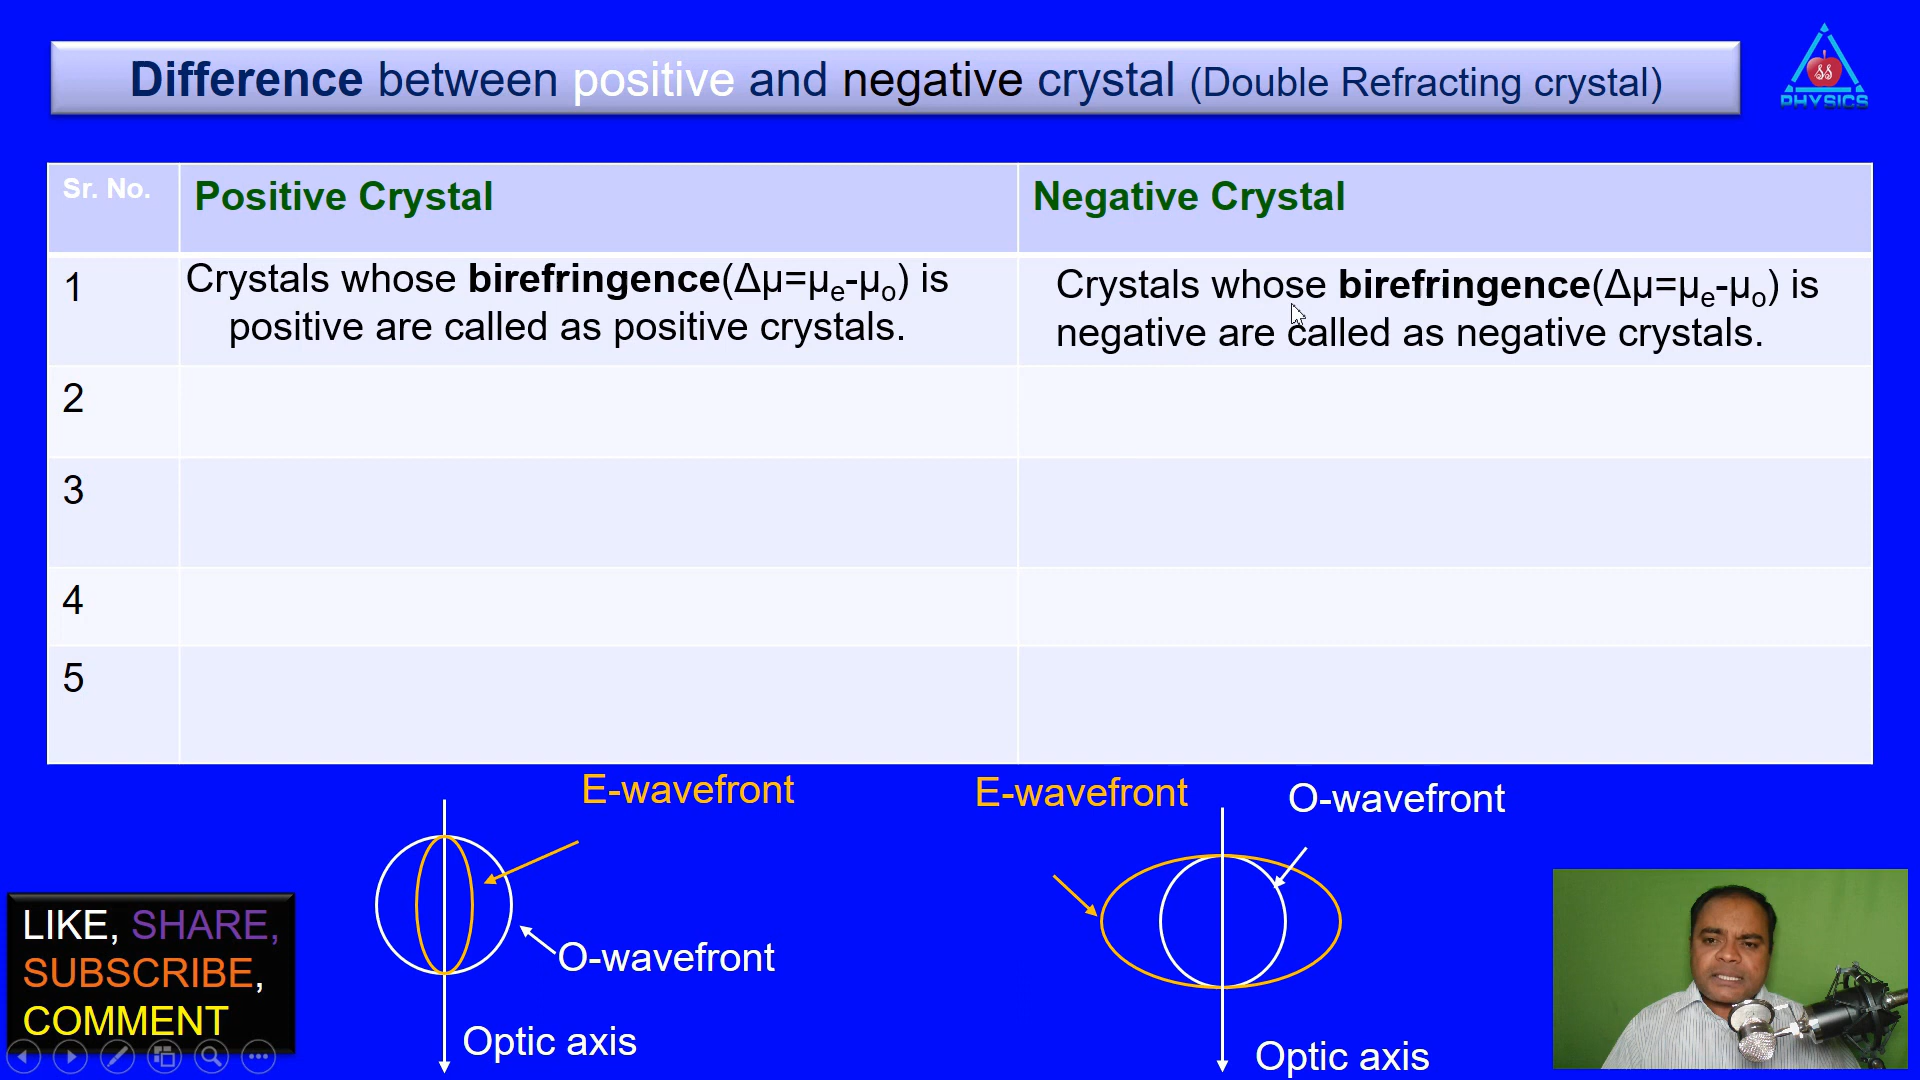 Difference between positive and negative crystal (Double Refracting crystal)
PHYSICS
Sr. No.
Positive Crystal
Negative Crystal
1
Crystals whose birefringence(Δμ=μe-μo) is
positive are called as positive crystals.
Crystals whose birefringence(Δμ=μe-μo) is
negative are called as negative crystals.
2
3
4
5
E-wavefront
O-wavefront
Optic axis
E-wavefront
O-wavefront
Optic axis
LIKE, SHARE,
SUBSCRIBE,
COMMENT